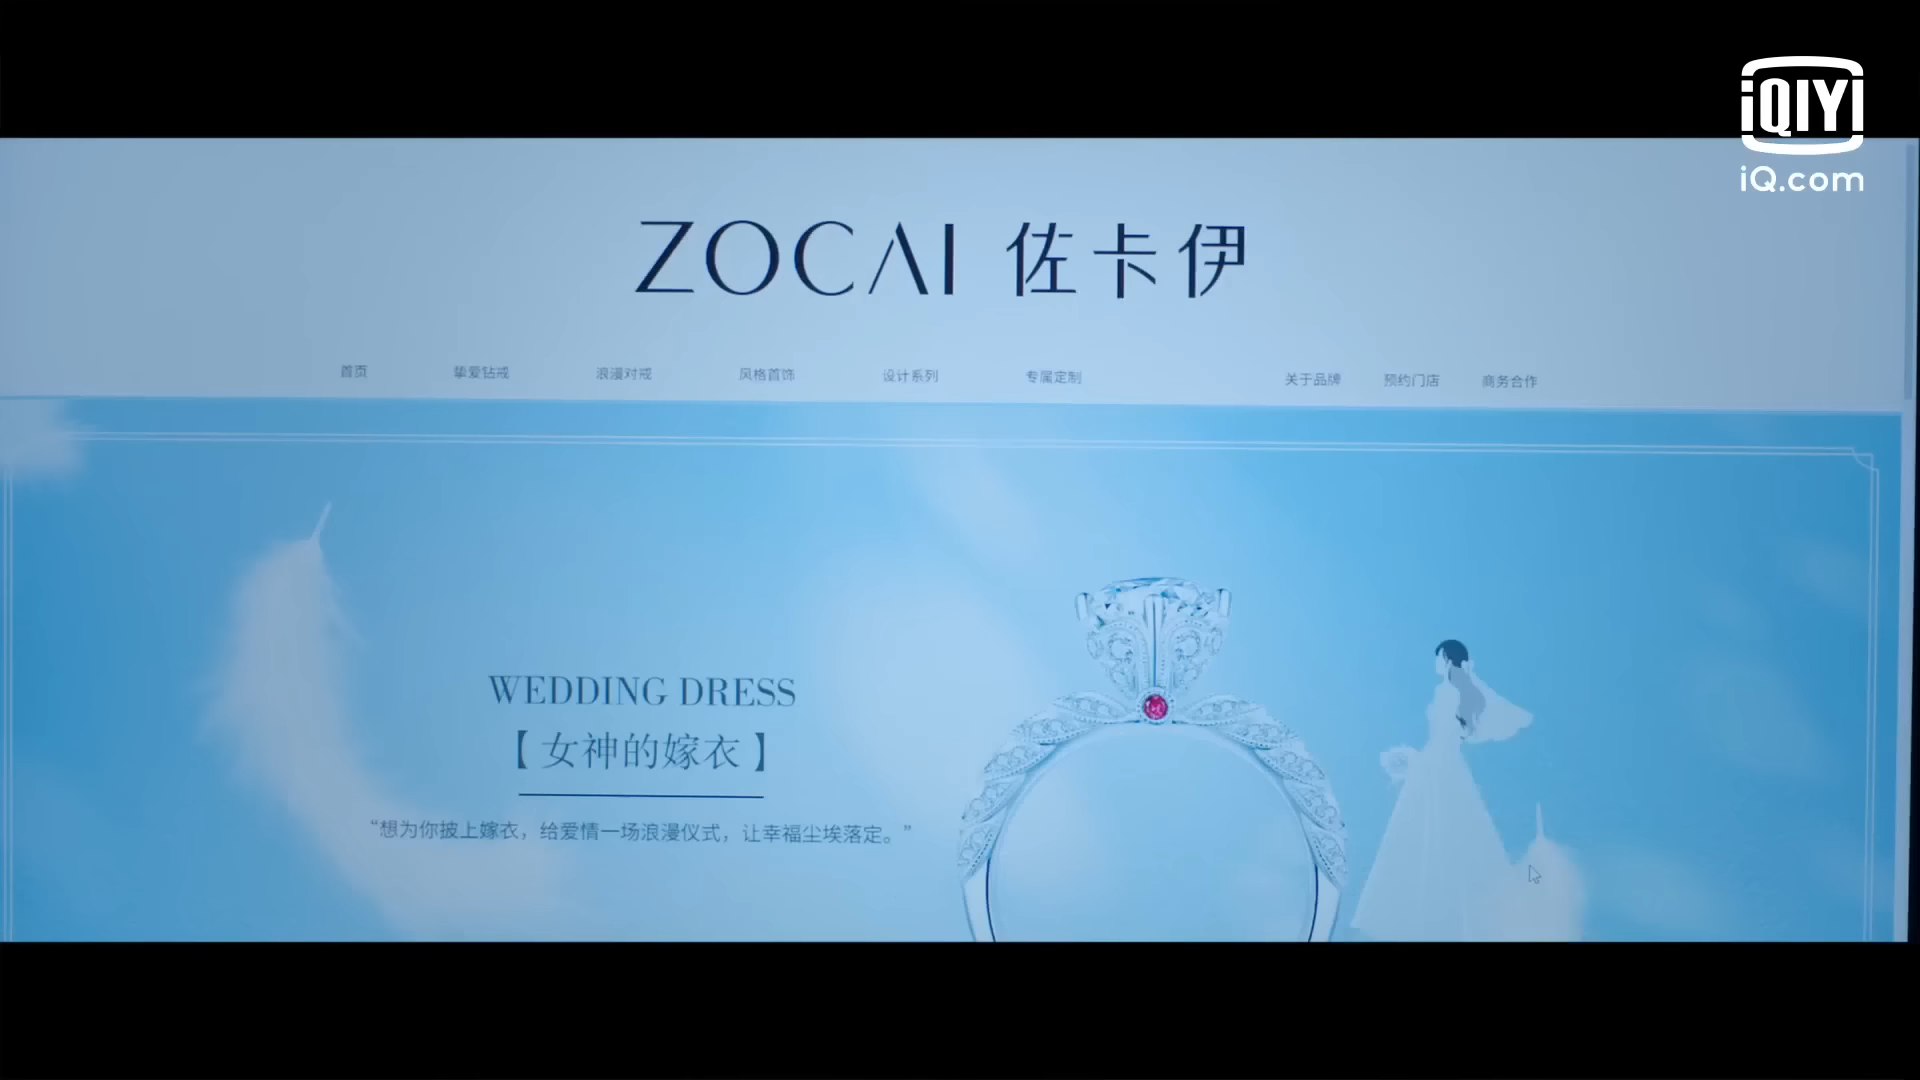 iQIYI
iQ.com
ZOCAI 佐卡伊
首页 挚爱钻戒 浪漫对戒 风格首饰 设计系列 专属定制 关于品牌 预约门店 商务合作
WEDDING DRESS
【女神的嫁衣】
“想为你披上嫁衣，给爱情一场浪漫仪式，让幸福尘埃落定。”